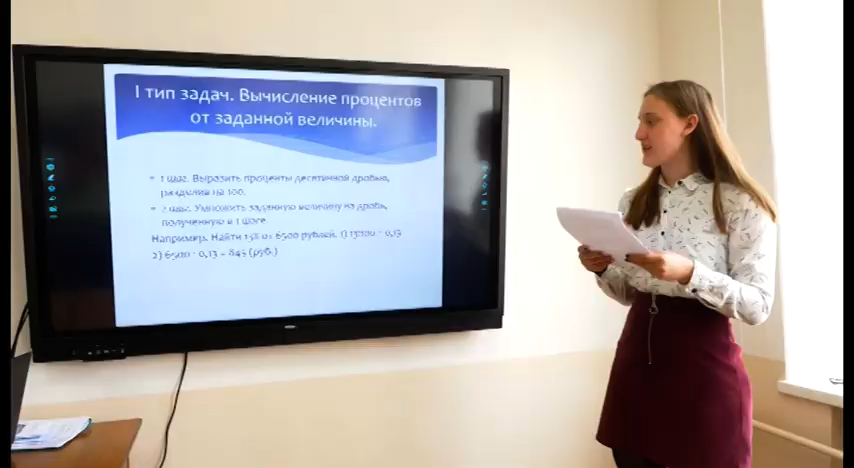 I тип задач. Вычисление процентов
от заданной величины.
1 шаг. Выразить проценты десятичной дробью,
разделив на 100.
2 шаг. Умножить заданную величину на дробь,
полученную в 1 шаге.
Например. Найти 13% от 6500 рублей. 1) 13:100 = 0,13
2) 6500 · 0,13 = 845 (руб.)